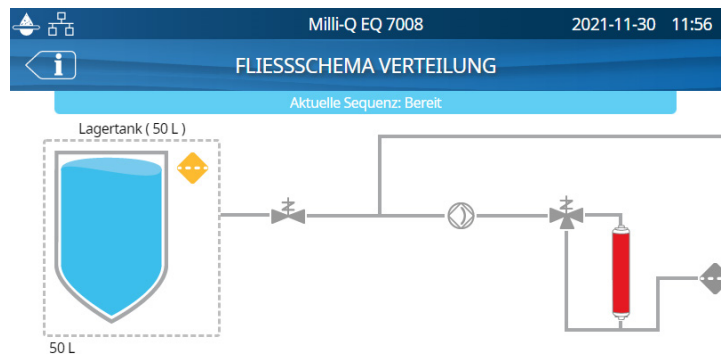 Milli-Q EQ 7008 2021-11-30 11:56
i FLIESSSCHEMA VERTEILUNG
Aktuelle Sequenz: Bereit
Lagertank ( 50 L )
50 L